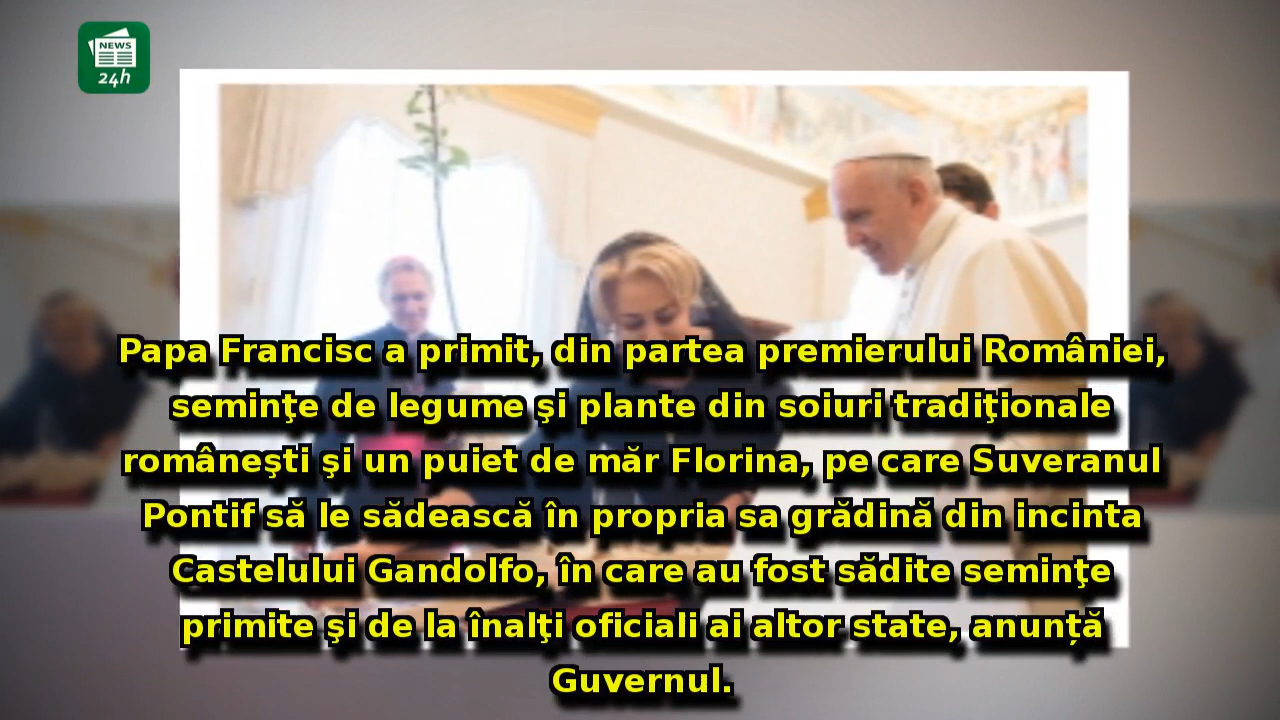 NEWS
24h
Papa Francisc a primit, din partea premierului României,
seminţe de legume şi plante din soiuri tradiţionale
româneşti şi un puiet de măr Florina, pe care Suveranul
Pontif să le sădească în propria sa grădină din incinta
Castelului Gandolfo, în care au fost sădite seminţe
primite şi de la înalţi oficiali ai altor state, anunță
Guvernul.